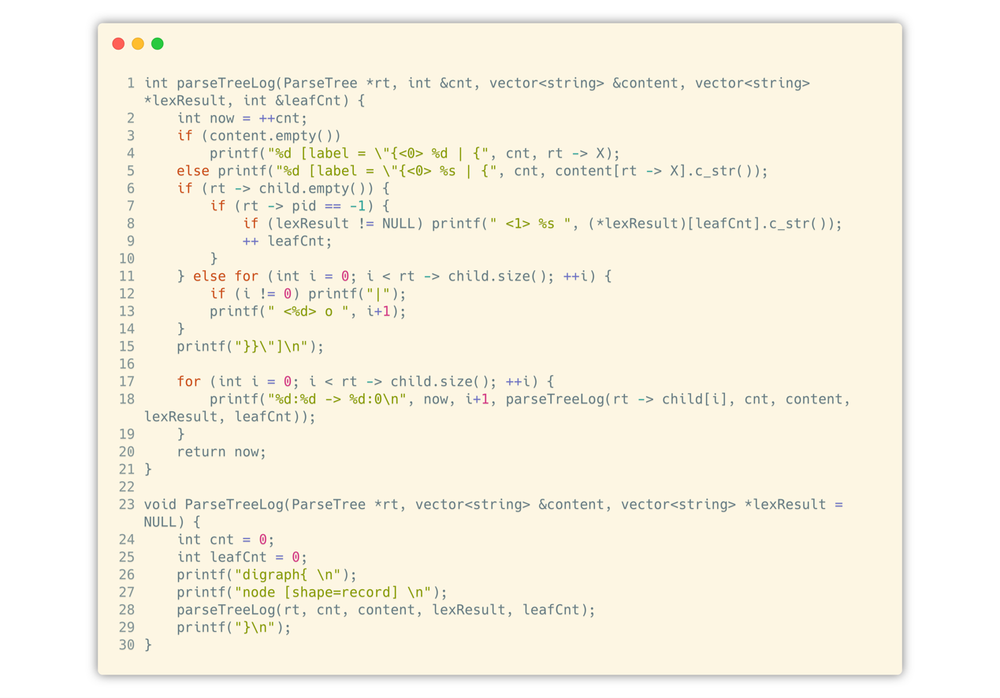 1 int parseTreeLog(ParseTree *rt, int &cnt, vector<string> &content, vector<string>
*lexResult, int &leafCnt) {
2     int now = ++cnt;
3     if (content.empty())
4         printf("%d [label = \"{<0> %d | {", cnt, rt -> X);
5     else printf("%d [label = \"{<0> %s | {", cnt, content[rt -> X].c_str());
6     if (rt -> child.empty()) {
7         if (rt -> pid == -1) {
8             if (lexResult != NULL) printf(" <1> %s ", (*lexResult)[leafCnt].c_str());
9             ++ leafCnt;
10         }
11     } else for (int i = 0; i < rt -> child.size(); ++i) {
12         if (i != 0) printf("|");
13         printf(" <%d> o ", i+1);
14     }
15     printf("}}\"]\n");
16
17     for (int i = 0; i < rt -> child.size(); ++i) {
18         printf("%d:%d -> %d:0\n", now, i+1, parseTreeLog(rt -> child[i], cnt, content,
lexResult, leafCnt));
19     }
20     return now;
21 }
22
23 void ParseTreeLog(ParseTree *rt, vector<string> &content, vector<string> *lexResult =
NULL) {
24     int cnt = 0;
25     int leafCnt = 0;
26     printf("digraph{ \n");
27     printf("node [shape=record] \n");
28     parseTreeLog(rt, cnt, content, lexResult, leafCnt);
29     printf("}\n");
30 }